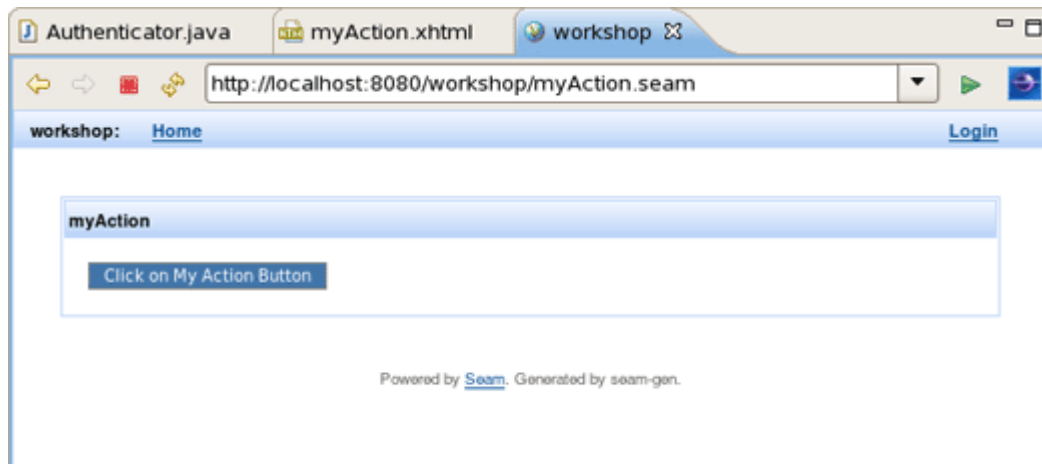 Authenticator.java myAction.xhtml workshop
http://localhost:8080/workshop/myAction.seam
workshop: Home Login
myAction
Click on My Action Button
Powered by Seam. Generated by seam-gen.